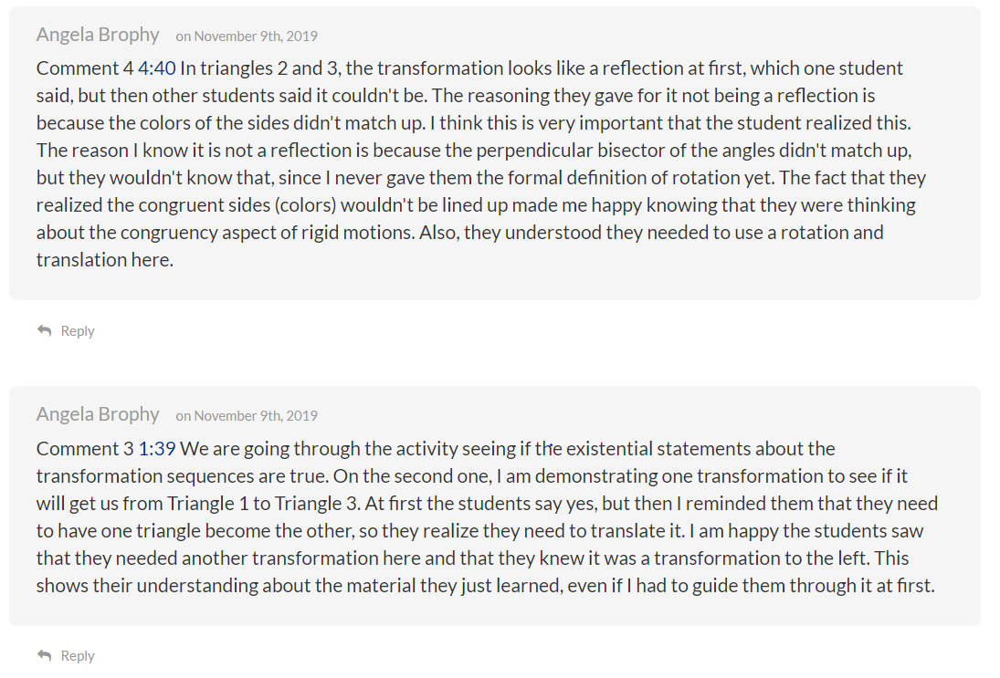 Angela Brophy on November 9th, 2019
Comment 4 4:40 In triangles 2 and 3, the transformation looks like a reflection at first, which one student
said, but then other students said it couldn't be. The reasoning they gave for it not being a reflection is
because the colors of the sides didn't match up. I think this is very important that the student realized this.
The reason I know it is not a reflection is because the perpendicular bisector of the angles didn't match up,
but they wouldn't know that, since I never gave them the formal definition of rotation yet. The fact that they
realized the congruent sides (colors) wouldn't be lined up made me happy knowing that they were thinking
about the congruency aspect of rigid motions. Also, they understood they needed to use a rotation and
translation here.
Reply
Angela Brophy on November 9th, 2019
Comment 3 1:39 We are going through the activity seeing if the existential statements about the
transformation sequences are true. On the second one, I am demonstrating one transformation to see if it
will get us from Triangle 1 to Triangle 3. At first the students say yes, but then I reminded them that they need
to have one triangle become the other, so they realize they need to translate it. I am happy the students saw
that they needed another transformation here and that they knew it was a transformation to the left. This
shows their understanding about the material they just learned, even if I had to guide them through it at first.
Reply